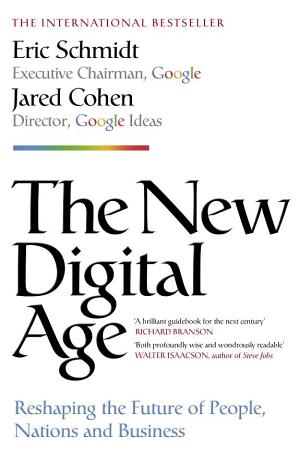 THE INTERNATIONAL BESTSELLER
Eric Schmidt
Executive Chairman, Google
Jared Cohen
Director, Google Ideas
The New
Digital
Age
‘A brilliant guidebook for the next century’
RICHARD BRANSON
‘Both profoundly wise and wondrously readable’
WALTER ISAACSON, author of Steve Jobs
Reshaping the Future of People,
Nations and Business